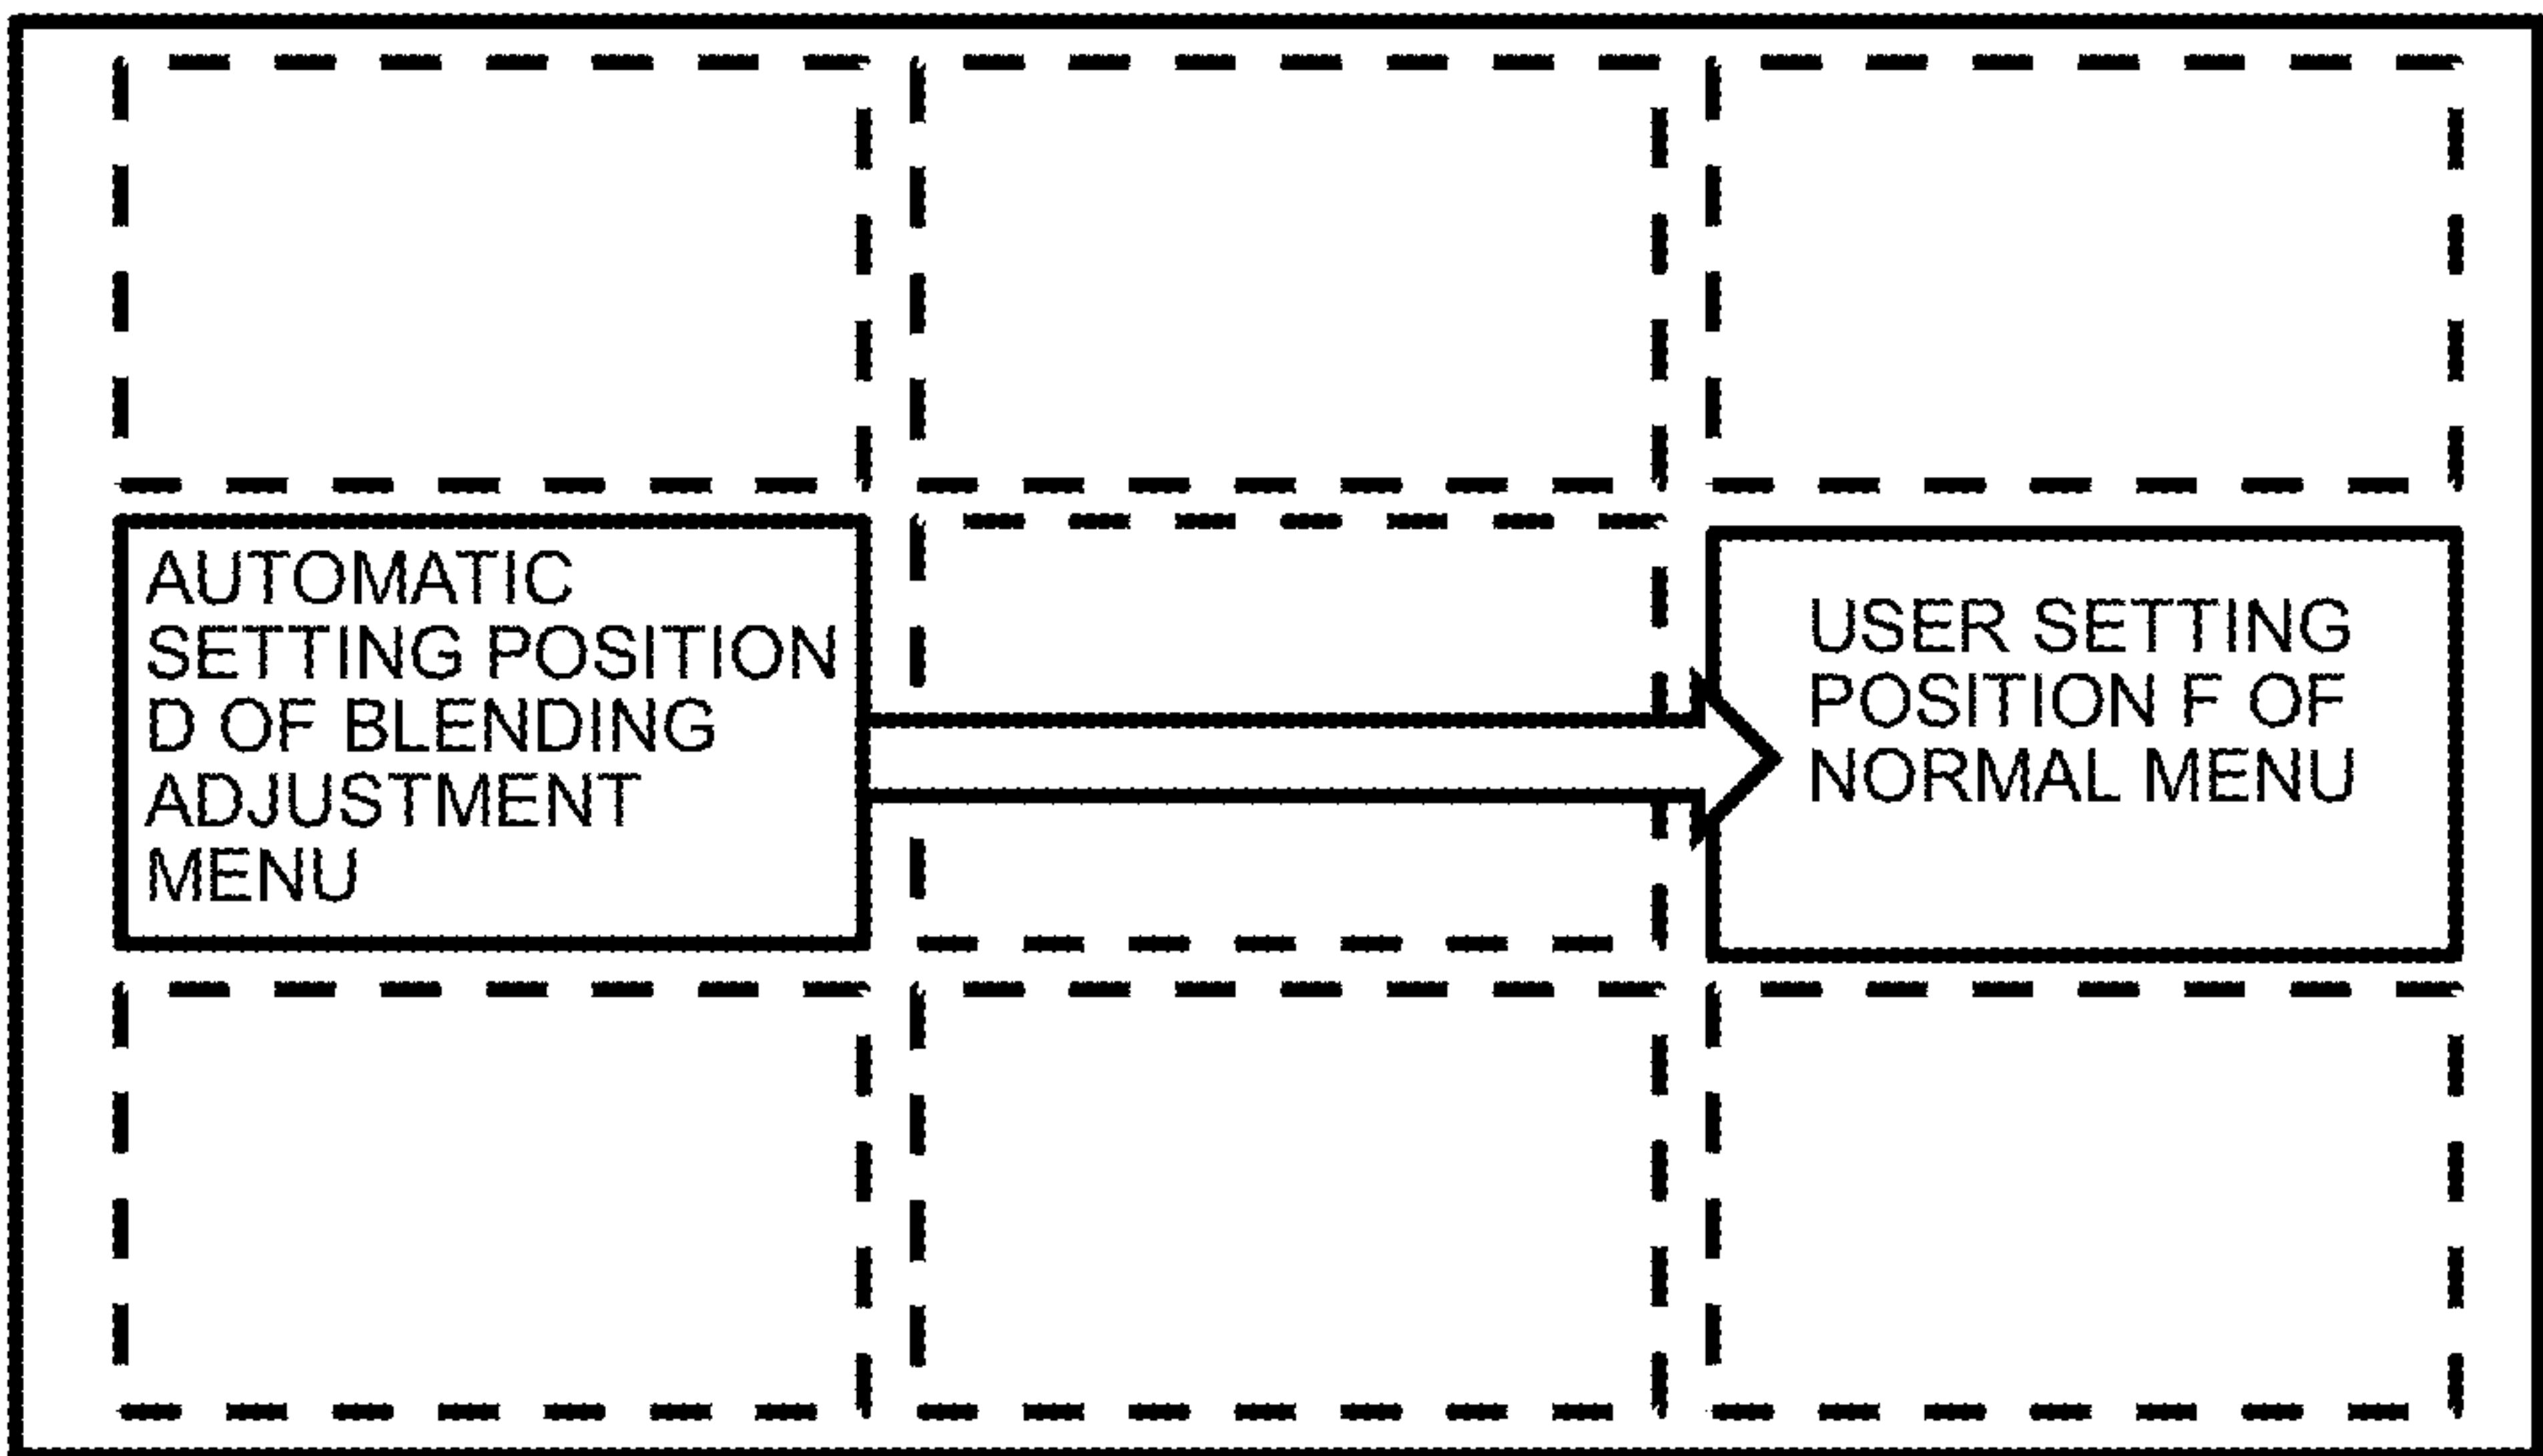 AUTOMATIC
SETTING POSITION
D OF BLENDING
ADJUSTMENT
MENU
USER SETTING
POSITION F OF
NORMAL MENU